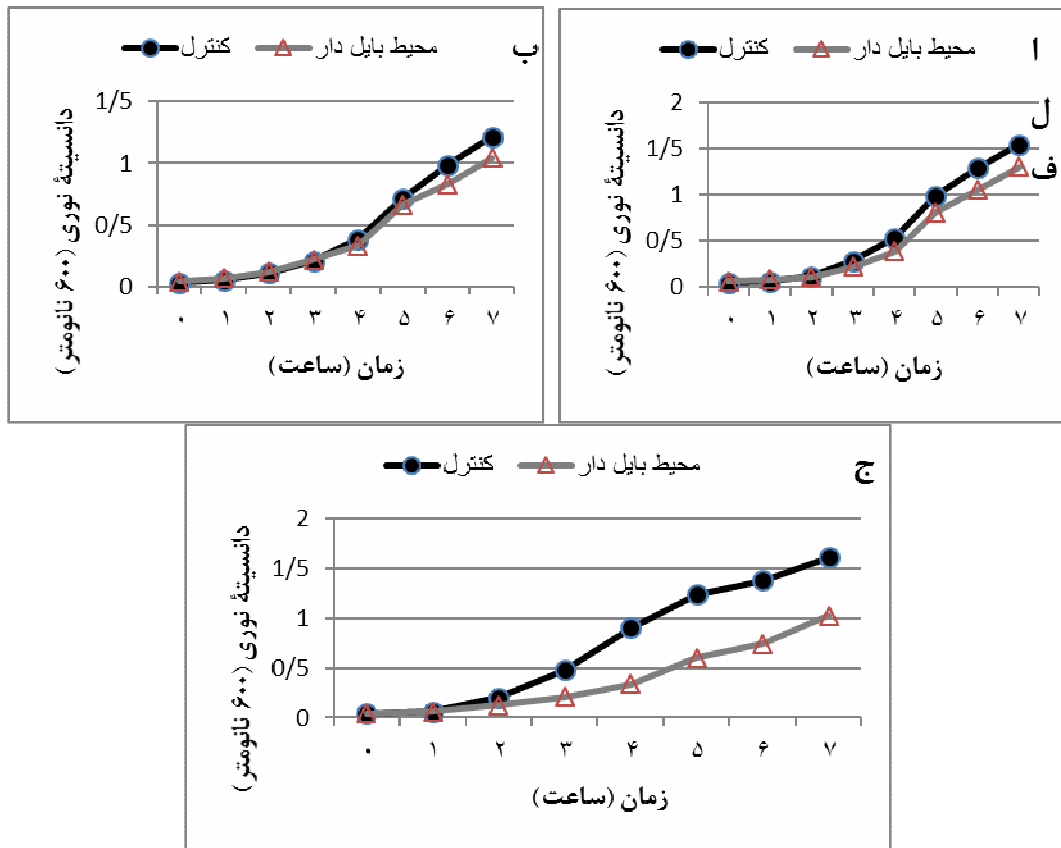 ا
ل
ف
کنترل محیط بایل دار
2
1/5
1
0/5
0
دانسیتهٔ نوری (۶۰۰ نانومتر)
۰ ۱ ۲ ۳ ۴ ۵ ۶ ۷
زمان (ساعت)
ب
کنترل محیط بایل دار
1/5
1
0/5
0
دانسیتهٔ نوری (۶۰۰ نانومتر)
۰ ۱ ۲ ۳ ۴ ۵ ۶ ۷
زمان (ساعت)
ج
کنترل محیط بایل دار
2
1/5
1
0/5
0
دانسیتهٔ نوری (۶۰۰ نانومتر)
۰ ۱ ۲ ۳ ۴ ۵ ۶ ۷
زمان (ساعت)